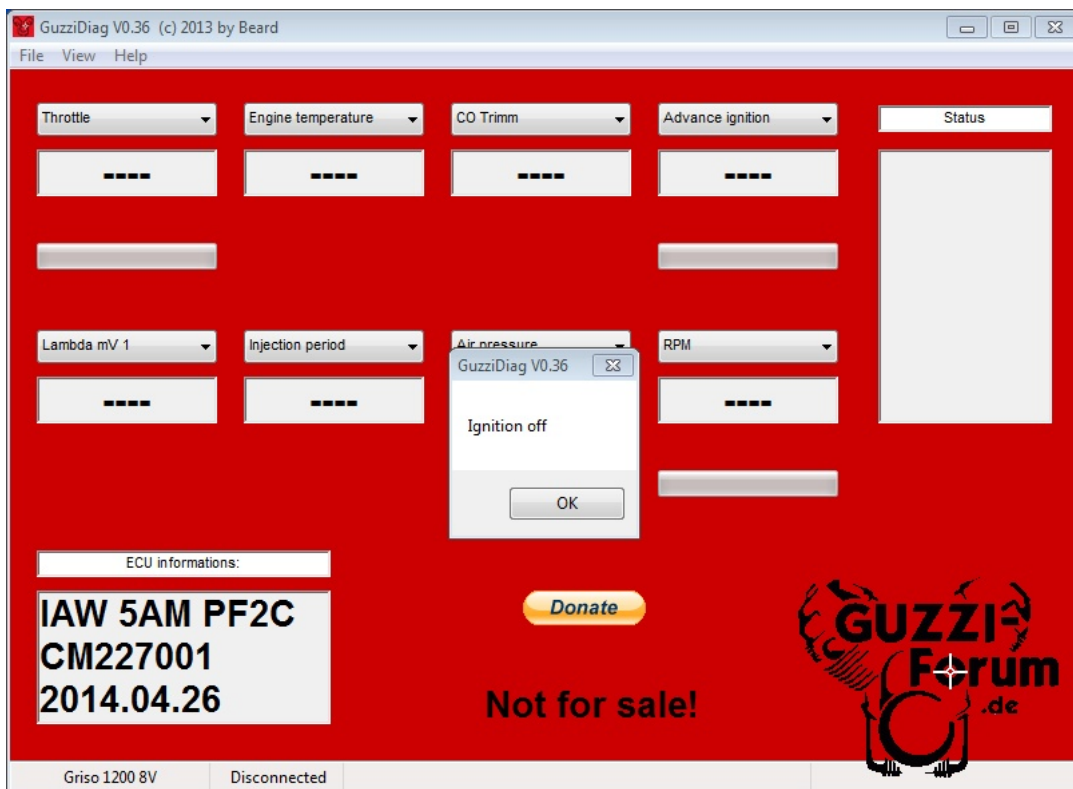 GuzziDiag V0.36 (c) 2013 by Beard
File View Help
Throttle Engine temperature CO Trimm Advance ignition Status
---- ---- ---- ----
Lambda mV 1 Injection period Air pressure RPM
---- ---- ----
GuzziDiag V0.36
Ignition off
OK
ECU informations:
IAW 5AM PF2C
CM227001
2014.04.26
Donate
Not for sale!
GUZZI
Forum
.de
Griso 1200 8V Disconnected